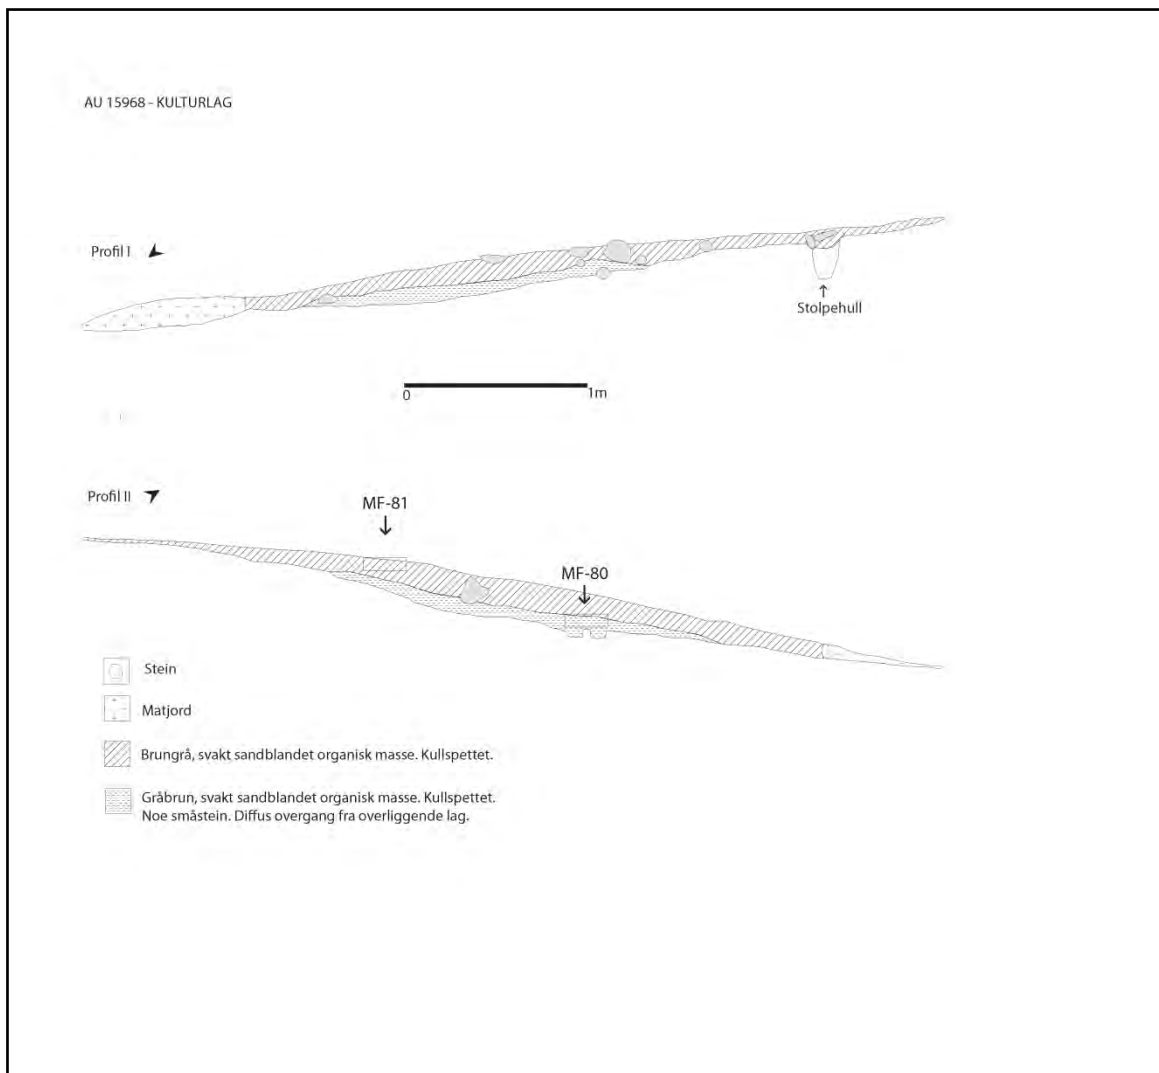 AU 15968 - KULTURLAG
Profil I
Stolpehull
0 1m
Profil II
MF-81
MF-80
Stein
Matjord
Brungrå, svakt sandblandet organisk masse. Kullspettet.
Gråbrun, svakt sandblandet organisk masse. Kullspettet.
Noe småstein. Diffus overgang fra overliggende lag.